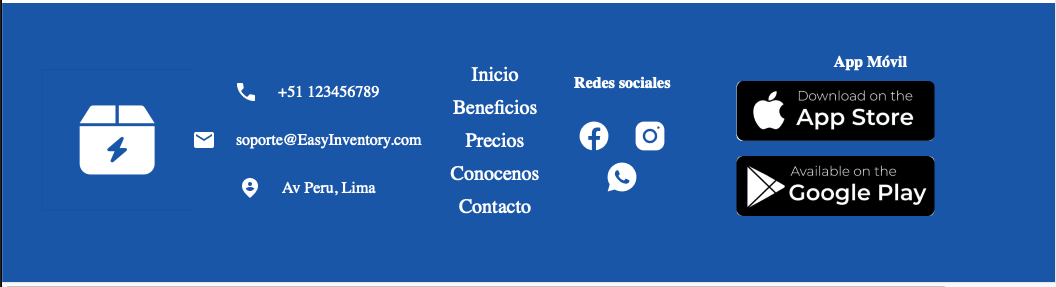 +51 123456789
soporte@EasyInventory.com
Av Peru, Lima
Inicio
Beneficios
Precios
Conocenos
Contacto
Redes sociales
App Móvil
Download on the
App Store
Available on the
Google Play